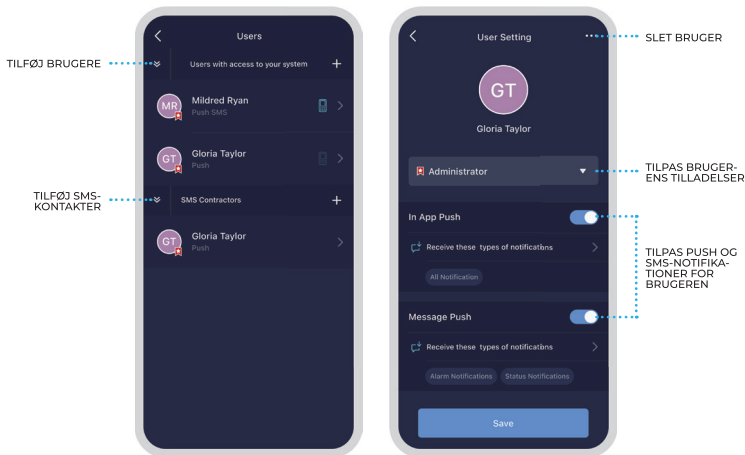 TILFØJ BRUGERE
TILFØJ SMS-
KONTAKTER
Users
Users with access to your system
MR
Mildred Ryan
Push SMS
GT
Gloria Taylor
Push
SMS Contractors
GT
Gloria Taylor
Push
User Setting
GT
Gloria Taylor
Administrator
In App Push
Receive these types of notifications
All Notification
Message Push
Receive these types of notifications
Alarm Notifications Status Notifications
Save
SLET BRUGER
TILPAS BRUGER-
ENS TILLADELSER
TILPAS PUSH OG
SMS-NOTIFIKA-
TIONER FOR
BRUGEREN